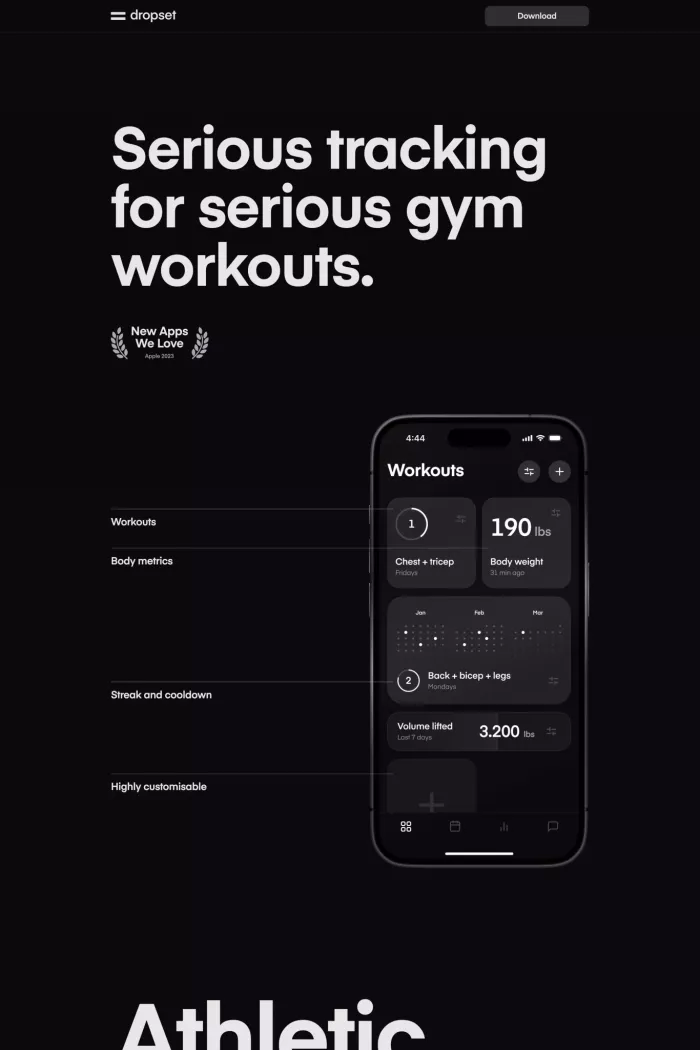 dropset
Download
Serious tracking
for serious gym
workouts.
New Apps
We Love
Apple 2023
4:44
Workouts
1
190 lbs
Chest + tricep
Fridays
Body weight
31 min ago
Workouts
Body metrics
Jan
Feb
Mar
2
Back + bicep + legs
Mondays
Streak and cooldown
Volume lifted
Last 7 days
3.200 lbs
Highly customisable
Athletic